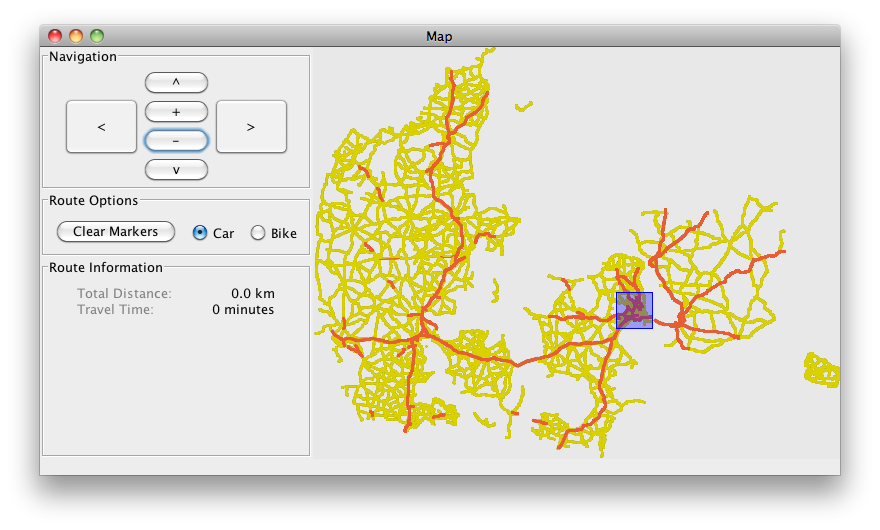 Map
Navigation
^
+
<
>
-
v
Route Options
Clear Markers
Car
Bike
Route Information
Total Distance: 0.0 km
Travel Time: 0 minutes